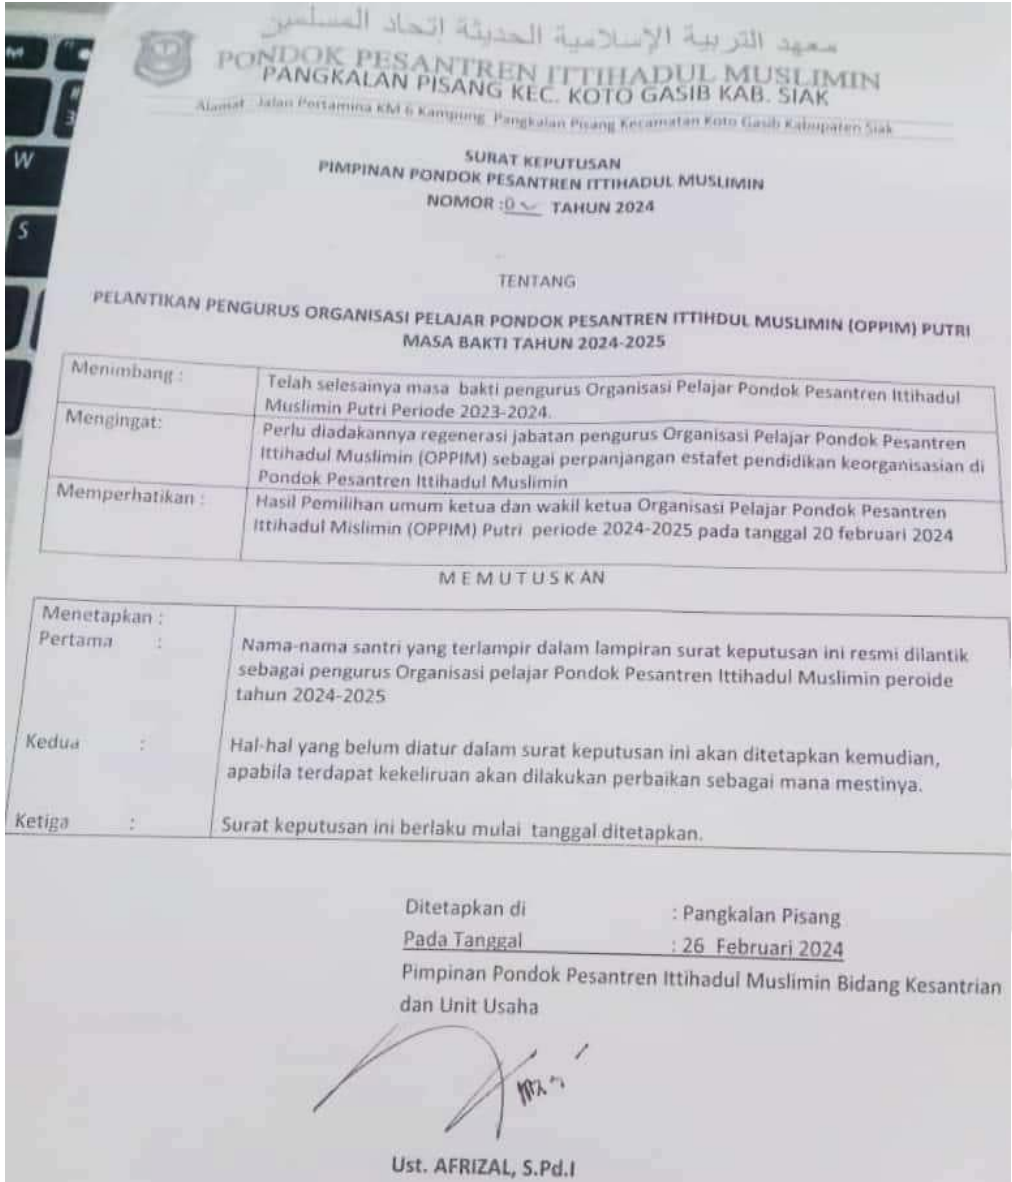 معهد التربية الإسلامية الحديثة إتحاد المسلمين
PONDOK PESANTREN ITTIHADUL MUSLIMIN
PANGKALAN PISANG KEC. KOTO GASIB KAB. SIAK
Alamat : Jalan Pertamina KM 6 Kampung Pangkalan Pisang Kecamatan Koto Gasib Kabupaten Siak
SURAT KEPUTUSAN
PIMPINAN PONDOK PESANTREN ITTIHADUL MUSLIMIN
NOMOR : TAHUN 2024
TENTANG
PELANTIKAN PENGURUS ORGANISASI PELAJAR PONDOK PESANTREN ITTIHDUL MUSLIMIN (OPPIM) PUTRI
MASA BAKTI TAHUN 2024-2025
Menimbang : Telah selesainya masa bakti pengurus Organisasi Pelajar Pondok Pesantren Ittihadul
Muslimin Putri Periode 2023-2024.
Mengingat: Perlu diadakannya regenerasi jabatan pengurus Organisasi Pelajar Pondok Pesantren
Ittihadul Muslimin (OPPIM) sebagai perpanjangan estafet pendidikan keorganisasian di
Pondok Pesantren Ittihadul Muslimin
Memperhatikan : Hasil Pemilihan umum ketua dan wakil ketua Organisasi Pelajar Pondok Pesantren
Ittihadul Mislimin (OPPIM) Putri periode 2024-2025 pada tanggal 20 februari 2024
M E M U T U S K AN
Menetapkan :
Pertama : Nama-nama santri yang terlampir dalam lampiran surat keputusan ini resmi dilantik
sebagai pengurus Organisasi pelajar Pondok Pesantren Ittihadul Muslimin peroide
tahun 2024-2025
Kedua : Hal-hal yang belum diatur dalam surat keputusan ini akan ditetapkan kemudian,
apabila terdapat kekeliruan akan dilakukan perbaikan sebagai mana mestinya.
Ketiga : Surat keputusan ini berlaku mulai tanggal ditetapkan.
Ditetapkan di : Pangkalan Pisang
Pada Tanggal : 26 Februari 2024
Pimpinan Pondok Pesantren Ittihadul Muslimin Bidang Kesantrian
dan Unit Usaha
Ust. AFRIZAL, S.Pd.I
W
S
3